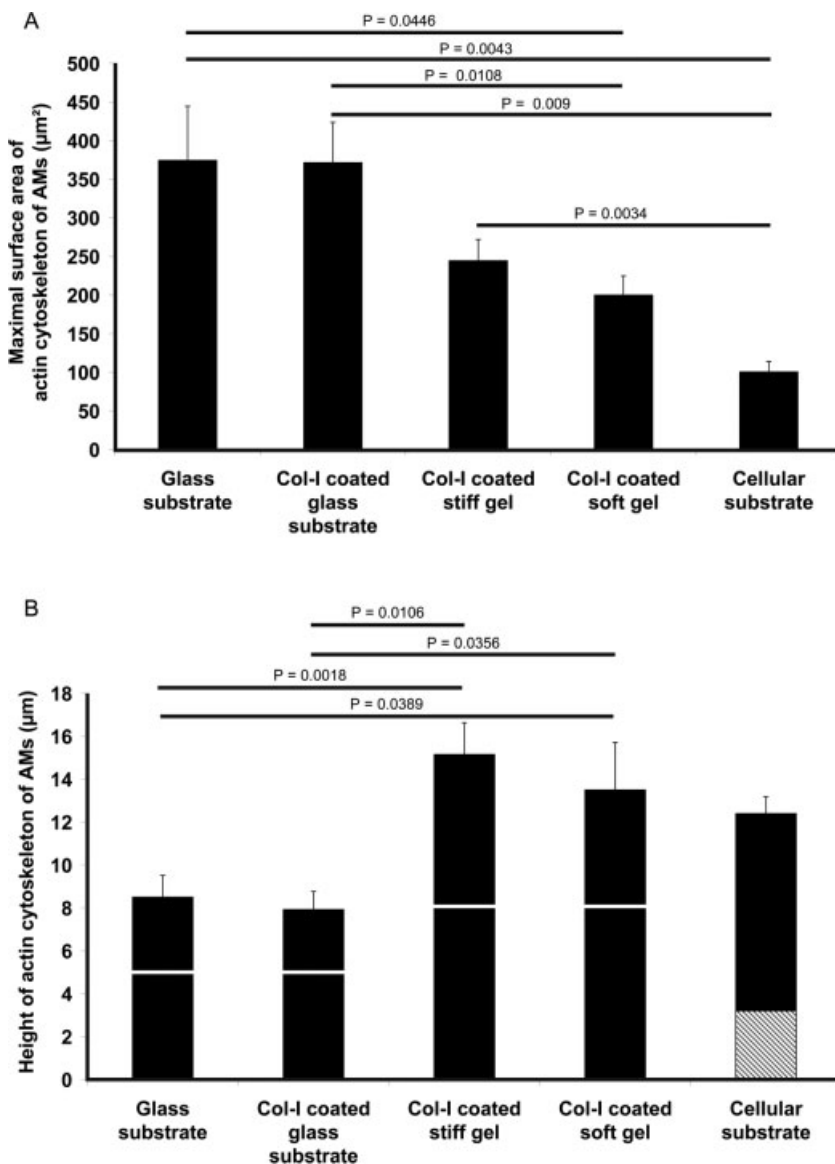 A
P = 0.0446
P = 0.0043
P = 0.0108
P = 0.009
P = 0.0034
Maximal surface area of
actin cytoskeleton of AMs (µm²)
500
450
400
350
300
250
200
150
100
50
0
Glass
substrate
Col-I coated
glass
substrate
Col-I coated
stiff gel
Col-I coated
soft gel
Cellular
substrate
B
P = 0.0106
P = 0.0356
P = 0.0018
P = 0.0389
Height of actin cytoskeleton of AMs (µm)
18
16
14
12
10
8
6
4
2
0
Glass
substrate
Col-I coated
glass
substrate
Col-I coated
stiff gel
Col-I coated
soft gel
Cellular
substrate